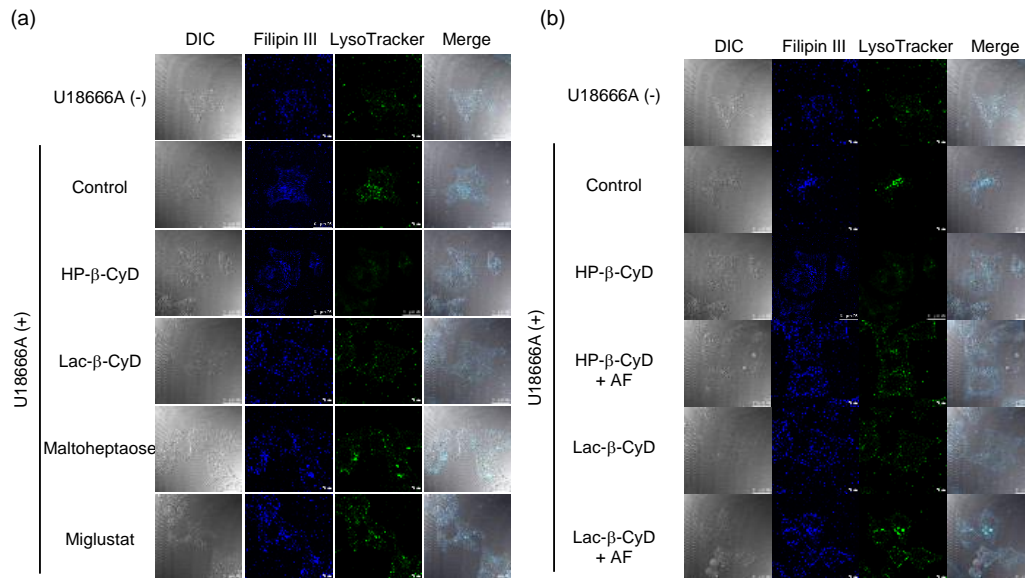 (a)
DIC Filipin III LysoTracker Merge
U18666A (-)
U18666A (+)
Control
HP-β-CyD
Lac-β-CyD
Maltoheptaose
Miglustat
(b)
DIC Filipin III LysoTracker Merge
U18666A (-)
U18666A (+)
Control
HP-β-CyD
HP-β-CyD
+ AF
Lac-β-CyD
Lac-β-CyD
+ AF